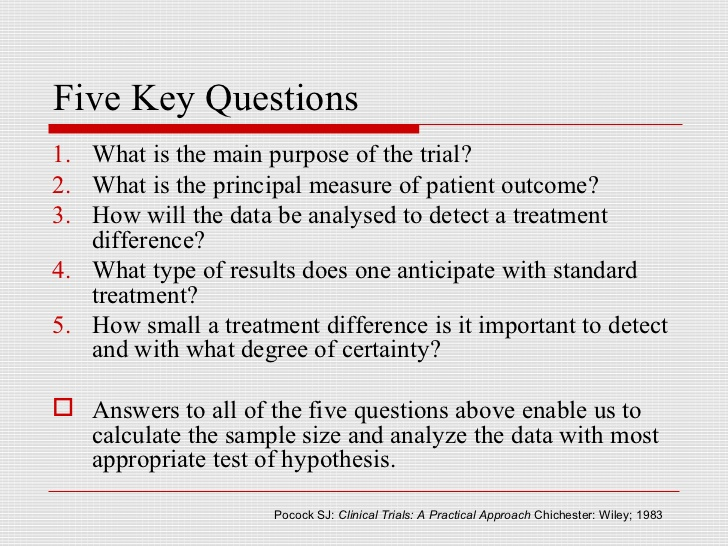 Five Key Questions
1. What is the main purpose of the trial?
2. What is the principal measure of patient outcome?
3. How will the data be analysed to detect a treatment
difference?
4. What type of results does one anticipate with standard
treatment?
5. How small a treatment difference is it important to detect
and with what degree of certainty?
Answers to all of the five questions above enable us to
calculate the sample size and analyze the data with most
appropriate test of hypothesis.
Pocock SJ: Clinical Trials: A Practical Approach Chichester: Wiley; 1983